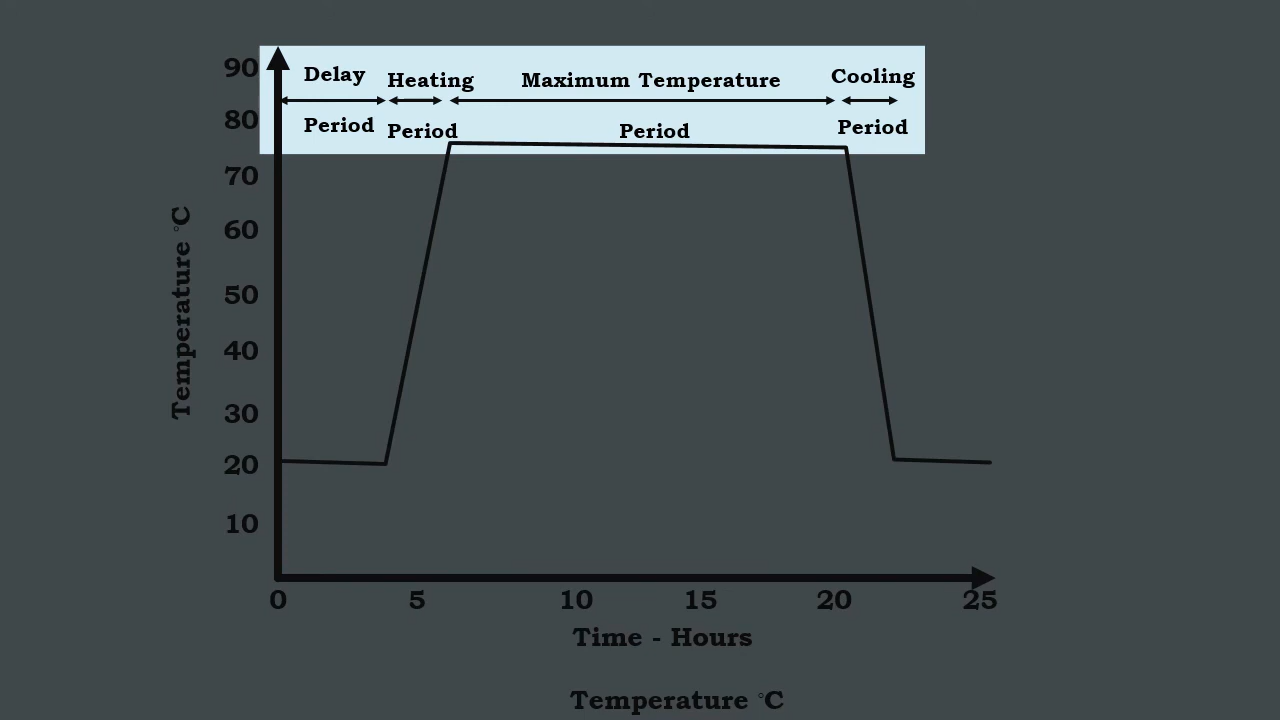 90
80
70
60
50
40
30
20
10
Temperature °C
Delay
Period
Heating
Period
Maximum Temperature
Period
Cooling
Period
0 5 10 15 20 25
Time - Hours
Temperature °C